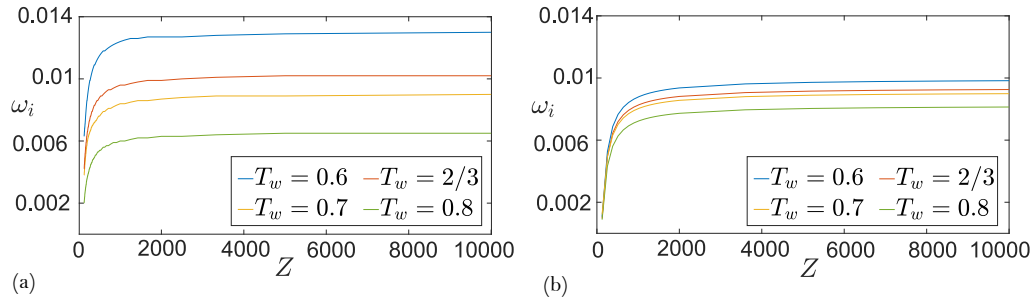 0.014
0.01
ω_i
0.006
0.002
T_w = 0.6 T_w = 2/3
T_w = 0.7 T_w = 0.8
0 2000 4000 6000 8000 10000
Z
(a)
0.014
0.01
ω_i
0.006
0.002
T_w = 0.6 T_w = 2/3
T_w = 0.7 T_w = 0.8
0 2000 4000 6000 8000 10000
Z
(b)